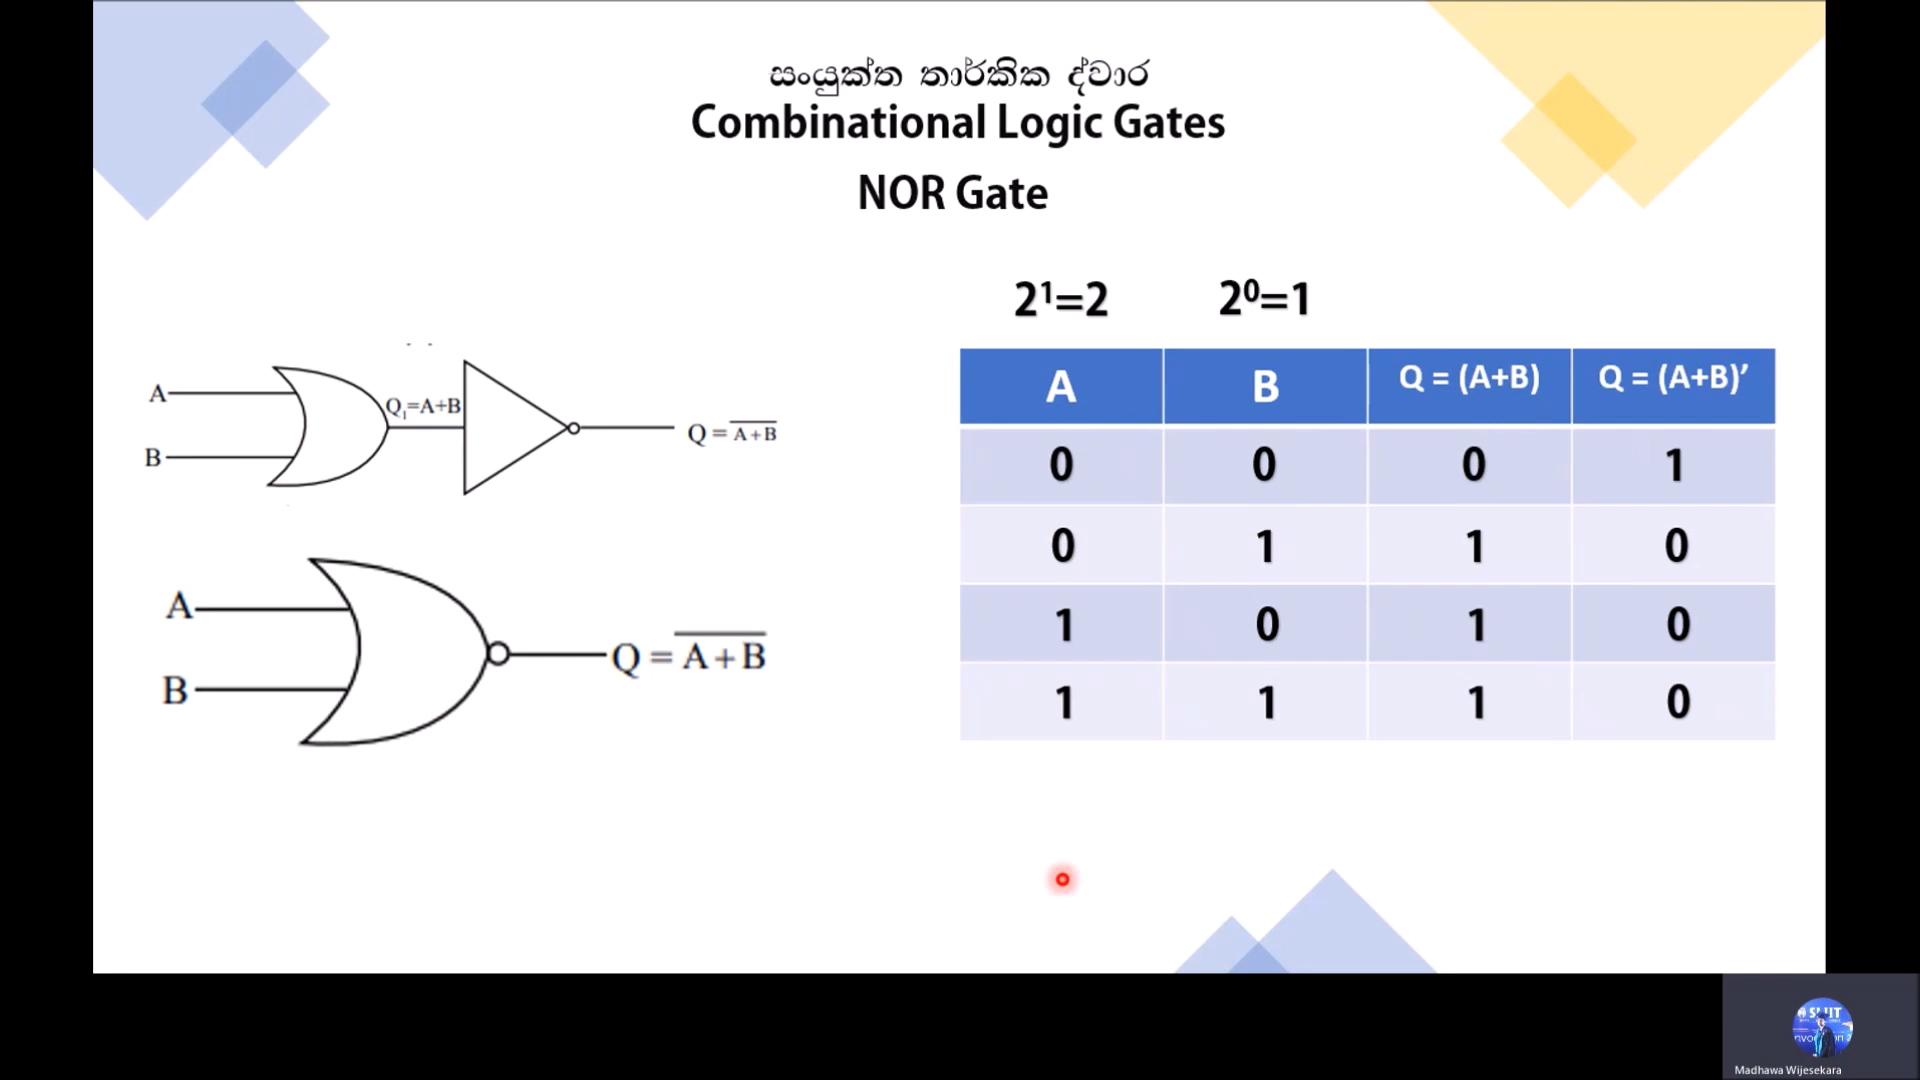 සංයුක්ත තාර්කික ද්වාර
Combinational Logic Gates
NOR Gate
2¹=2 2⁰=1
A
B
Q₁=A+B
Q = A+B
A
B
Q = A+B
A B Q = (A+B) Q = (A+B)’
0 0 0 1
0 1 1 0
1 0 1 0
1 1 1 0
Madhawa Wijesekara